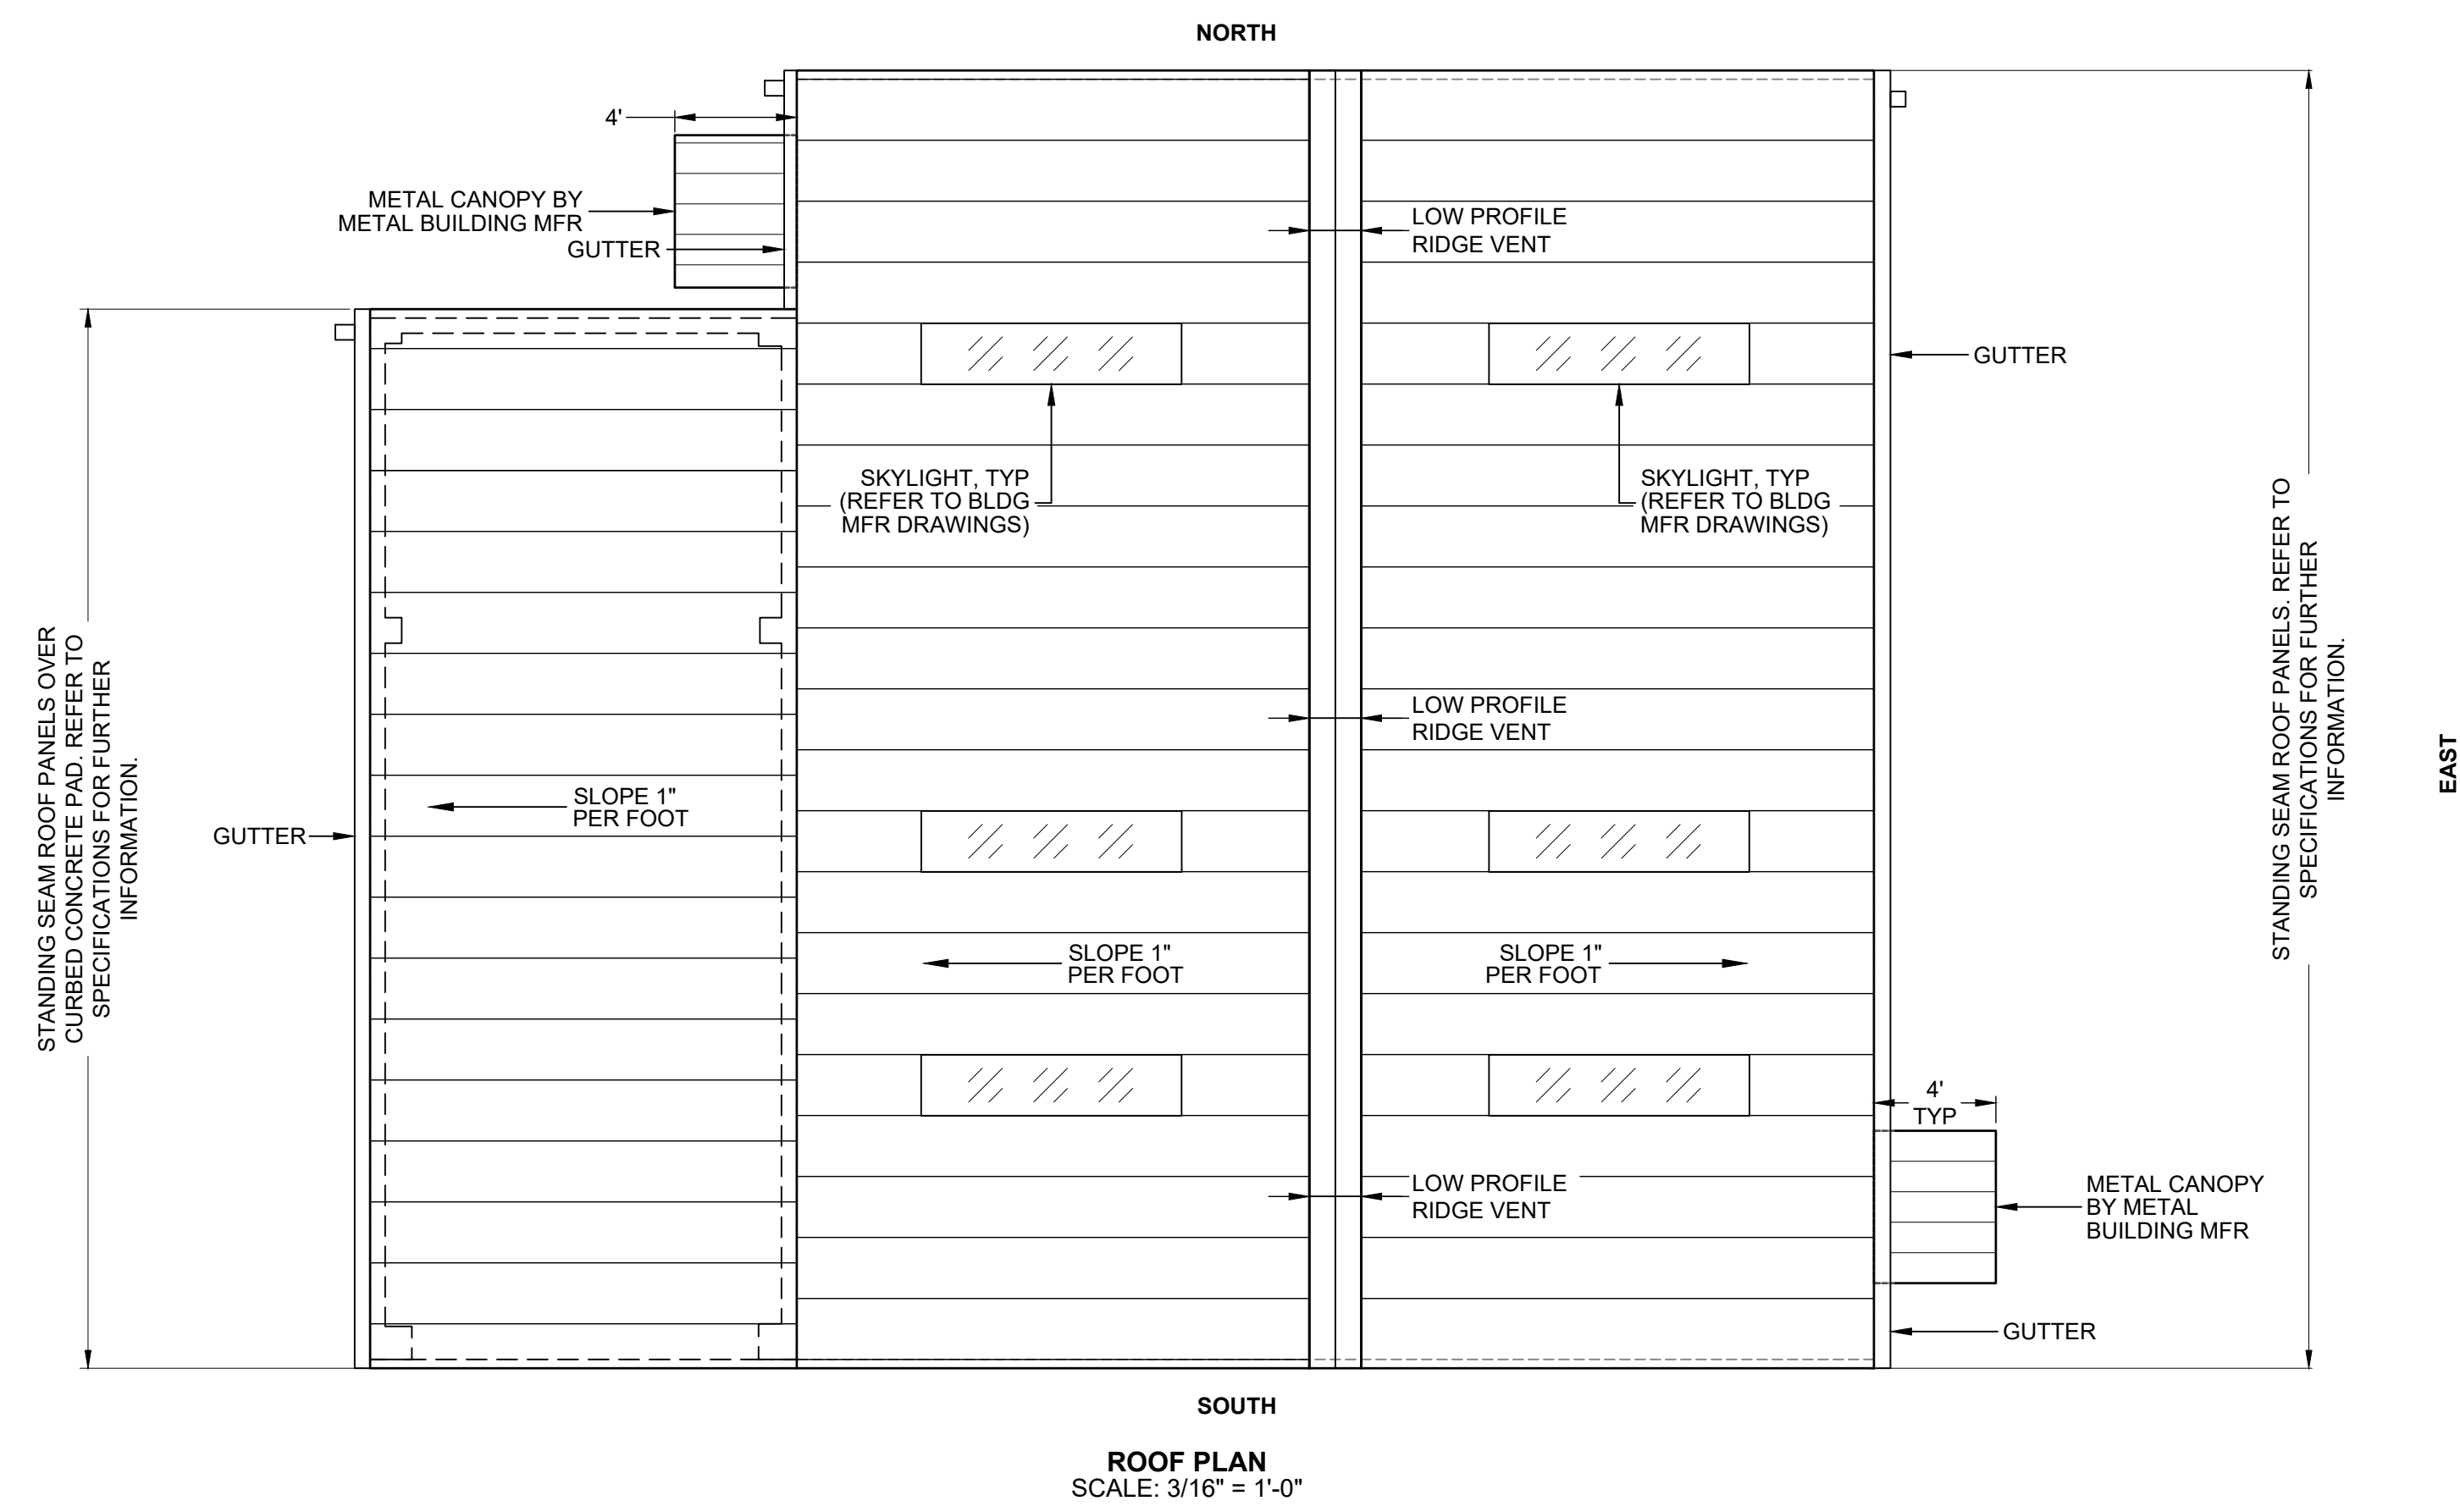 NORTH
4'
METAL CANOPY BY
METAL BUILDING MFR
GUTTER
LOW PROFILE
RIDGE VENT
GUTTER
SKYLIGHT, TYP
(REFER TO BLDG
MFR DRAWINGS)
SKYLIGHT, TYP
(REFER TO BLDG
MFR DRAWINGS)
STANDING SEAM ROOF PANELS OVER
CURBED CONCRETE PAD. REFER TO
SPECIFICATIONS FOR FURTHER
INFORMATION.
GUTTER
SLOPE 1"
PER FOOT
LOW PROFILE
RIDGE VENT
STANDING SEAM ROOF PANELS. REFER TO
SPECIFICATIONS FOR FURTHER
INFORMATION.
EAST
SLOPE 1"
PER FOOT
SLOPE 1"
PER FOOT
4'
TYP
LOW PROFILE
RIDGE VENT
METAL CANOPY
BY METAL
BUILDING MFR
GUTTER
SOUTH
ROOF PLAN
SCALE: 3/16" = 1'-0"